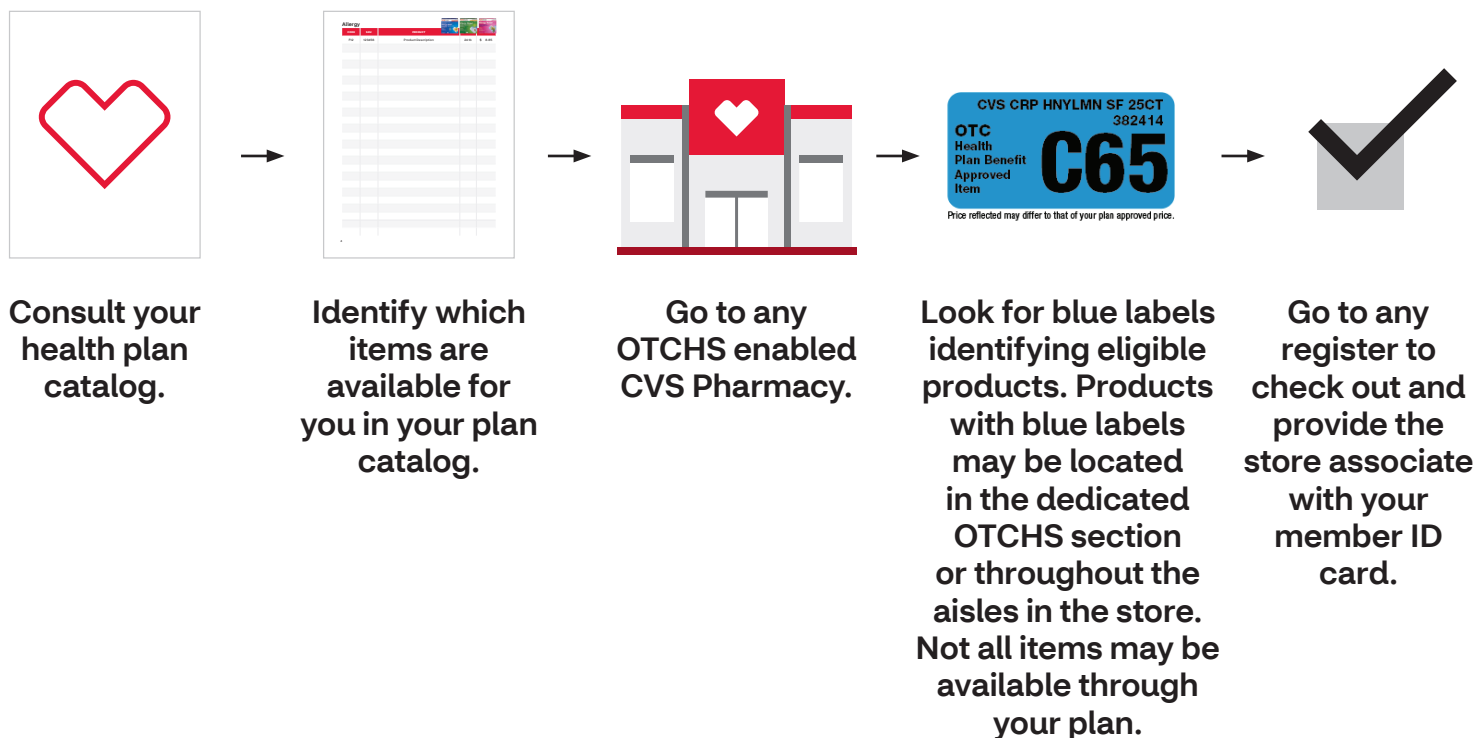 Consult your
health plan
catalog.
Allergy
PRODUCT
Product Description
Identify which
items are
available for
you in your plan
catalog.
Go to any
OTCHS enabled
CVS Pharmacy.
CVS CRP HNYLMN SF 25CT
382414
OTC
Health
Plan Benefit
Approved
Item
C65
Price reflected may differ to that of your plan approved price.
Look for blue labels
identifying eligible
products. Products
with blue labels
may be located
in the dedicated
OTCHS section
or throughout the
aisles in the store.
Not all items may be
available through
your plan.
Go to any
register to
check out and
provide the
store associate
with your
member ID
card.